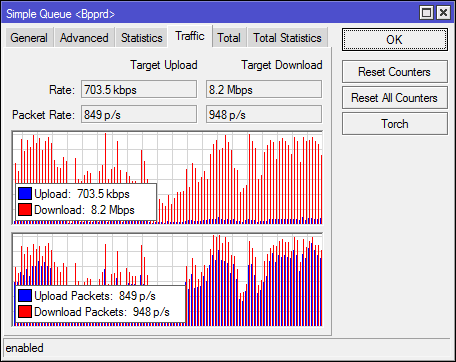 Simple Queue <Bpprd>
General Advanced Statistics Traffic Total Total Statistics
Target Upload Target Download
Rate: 703.5 kbps 8.2 Mbps
Packet Rate: 849 p/s 948 p/s
Upload: 703.5 kbps
Download: 8.2 Mbps
Upload Packets: 849 p/s
Download Packets: 948 p/s
OK
Reset Counters
Reset All Counters
Torch
enabled